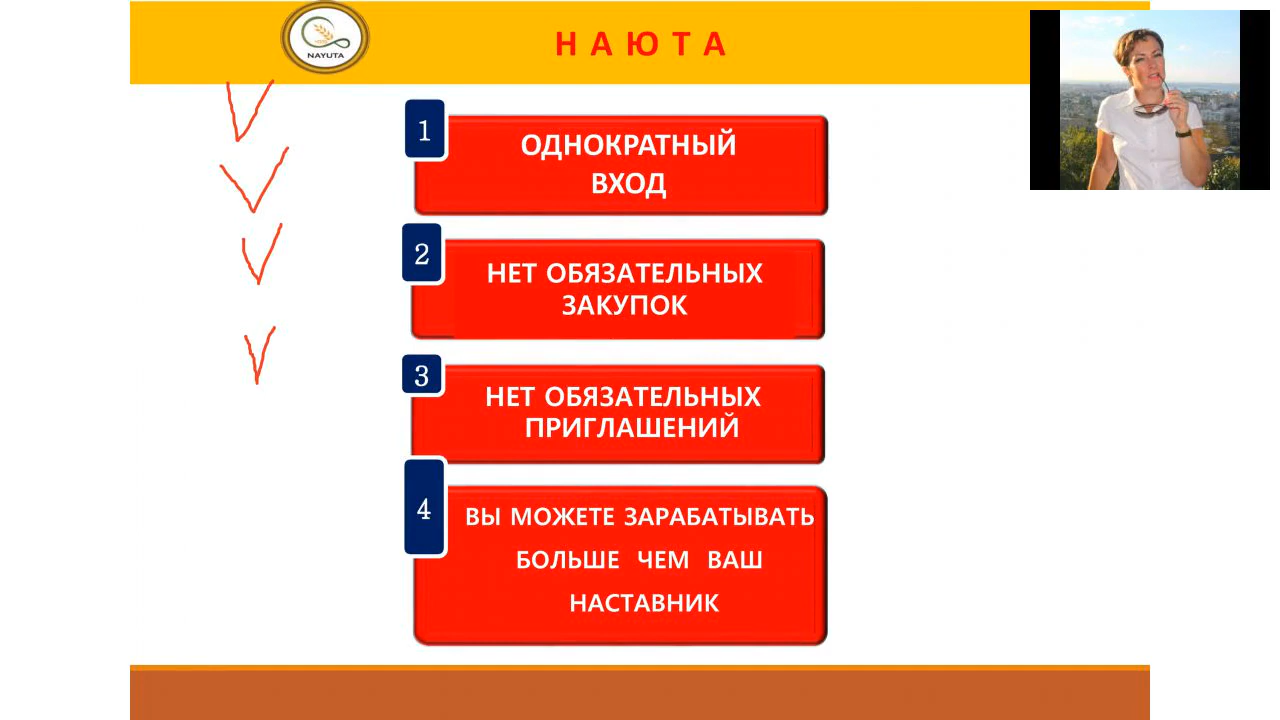 NAYUTA
НАЮТА
1
ОДНОКРАТНЫЙ
ВХОД
2
НЕТ ОБЯЗАТЕЛЬНЫХ
ЗАКУПОК
3
НЕТ ОБЯЗАТЕЛЬНЫХ
ПРИГЛАШЕНИЙ
4
ВЫ МОЖЕТЕ ЗАРАБАТЫВАТЬ
БОЛЬШЕ ЧЕМ ВАШ
НАСТАВНИК